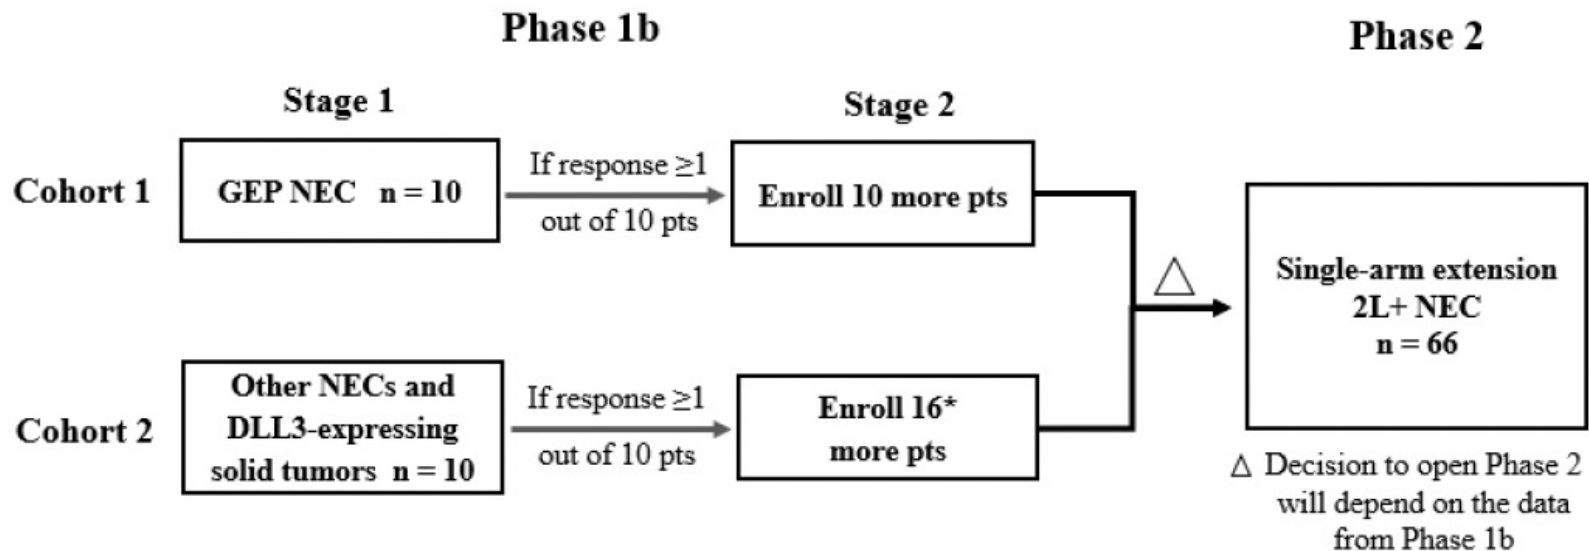 Phase 1b
Phase 2
Stage 1
Stage 2
Cohort 1
GEP NEC n = 10
If response ≥1
out of 10 pts
Enroll 10 more pts
Single-arm extension
2L+ NEC
n = 66
Cohort 2
Other NECs and
DLL3-expressing
solid tumors n = 10
If response ≥1
out of 10 pts
Enroll 16*
more pts
△
△ Decision to open Phase 2
will depend on the data
from Phase 1b